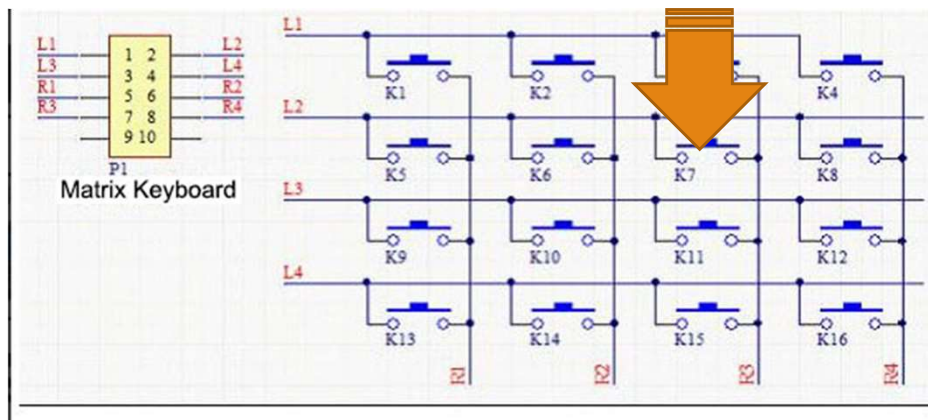 L1 1 2 L2
L3 3 4 L4
R1 5 6 R2
R3 7 8 R4
9 10
P1
Matrix Keyboard
L1
K1 K2 K4
L2
K5 K6 K7 K8
L3
K9 K10 K11 K12
L4
K13 K14 K15 K16
R1 R2 R3 R4